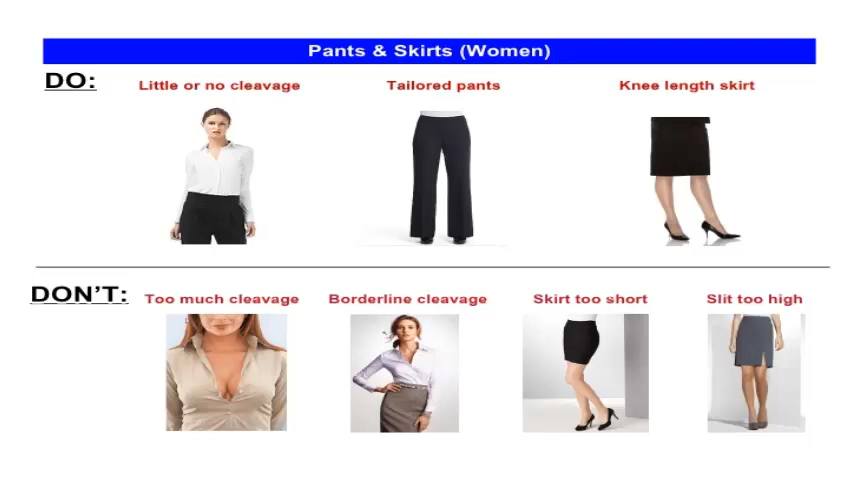 Pants & Skirts (Women)
DO:
Little or no cleavage
Tailored pants
Knee length skirt
DON'T:
Too much cleavage
Borderline cleavage
Skirt too short
Slit too high